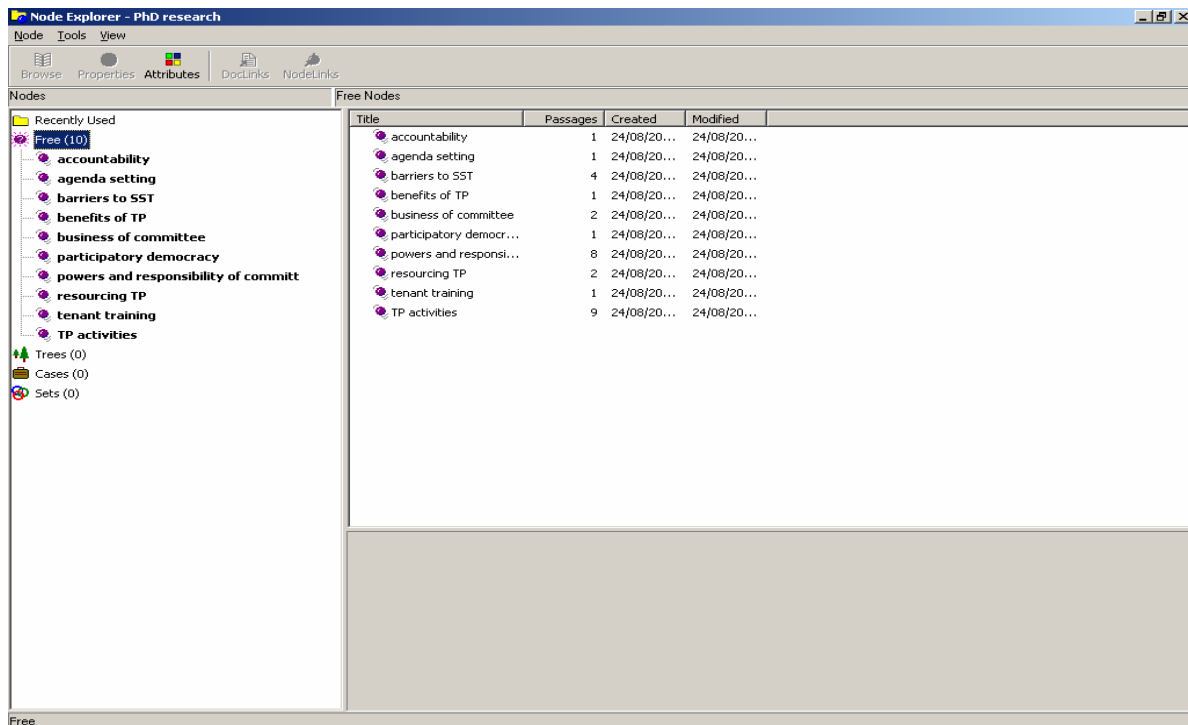 Node Explorer - PhD research
Node Tools View
Browse Properties Attributes DocLinks NodeLinks
Nodes
Free Nodes
Recently Used
Free (10)
accountability
agenda setting
barriers to SST
benefits of TP
business of committee
participatory democracy
powers and responsibility of committ
resourcing TP
tenant training
TP activities
Trees (0)
Cases (0)
Sets (0)
Title Passages Created Modified
accountability 1 24/08/20... 24/08/20...
agenda setting 1 24/08/20... 24/08/20...
barriers to SST 4 24/08/20... 24/08/20...
benefits of TP 1 24/08/20... 24/08/20...
business of committee 2 24/08/20... 24/08/20...
participatory democr... 1 24/08/20... 24/08/20...
powers and responsi... 8 24/08/20... 24/08/20...
resourcing TP 2 24/08/20... 24/08/20...
tenant training 1 24/08/20... 24/08/20...
TP activities 9 24/08/20... 24/08/20...
Free